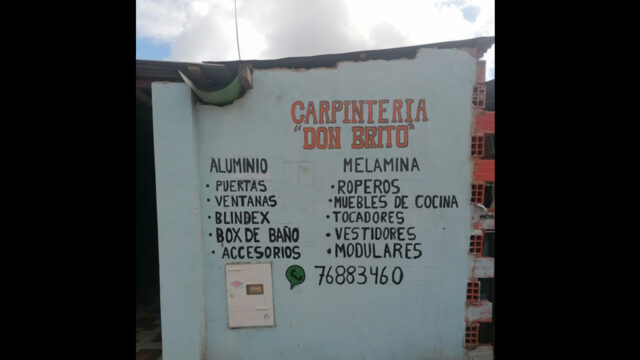 CARPINTERIA
"DON BRITO"
ALUMINIO
• PUERTAS
• VENTANAS
• BLINDEX
• BOX DE BAÑO
• ACCESORIOS
MELAMINA
• ROPEROS
• MUEBLES DE COCINA
• TOCADORES
• VESTIDORES
• MODULARES
76883460